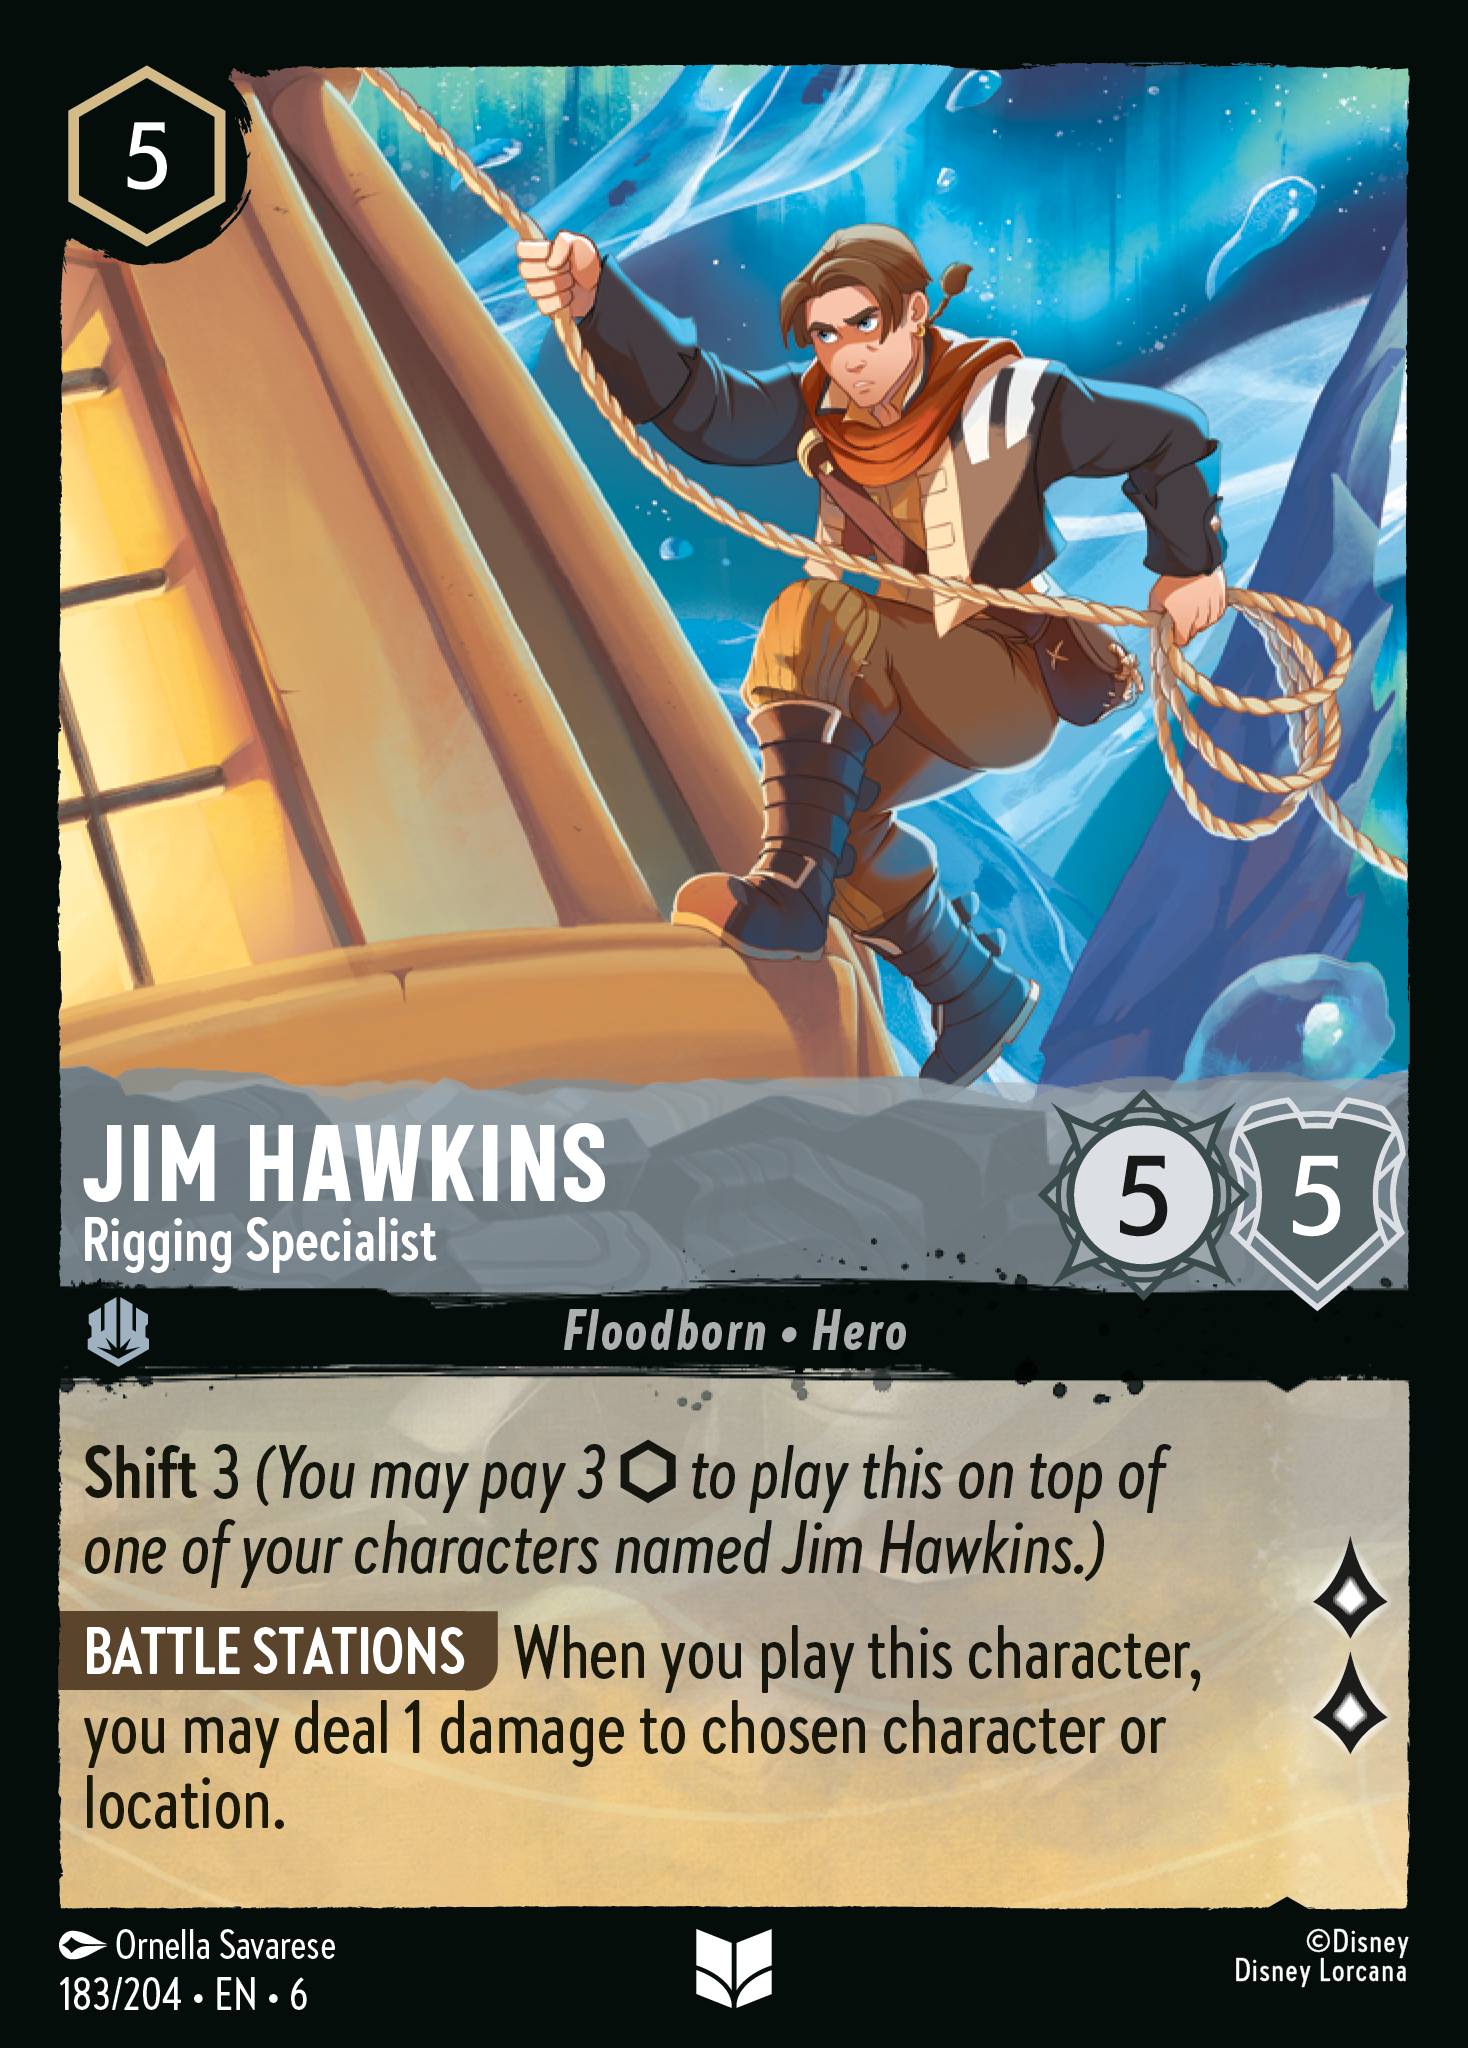 5
JIM HAWKINS
Rigging Specialist
5 5
Floodborn • Hero
Shift 3 (You may pay 3 ⬡ to play this on top of
one of your characters named Jim Hawkins.)
BATTLE STATIONS When you play this character,
you may deal 1 damage to chosen character or
location.
Ornella Savarese
183/204 • EN • 6
©Disney
Disney Lorcana